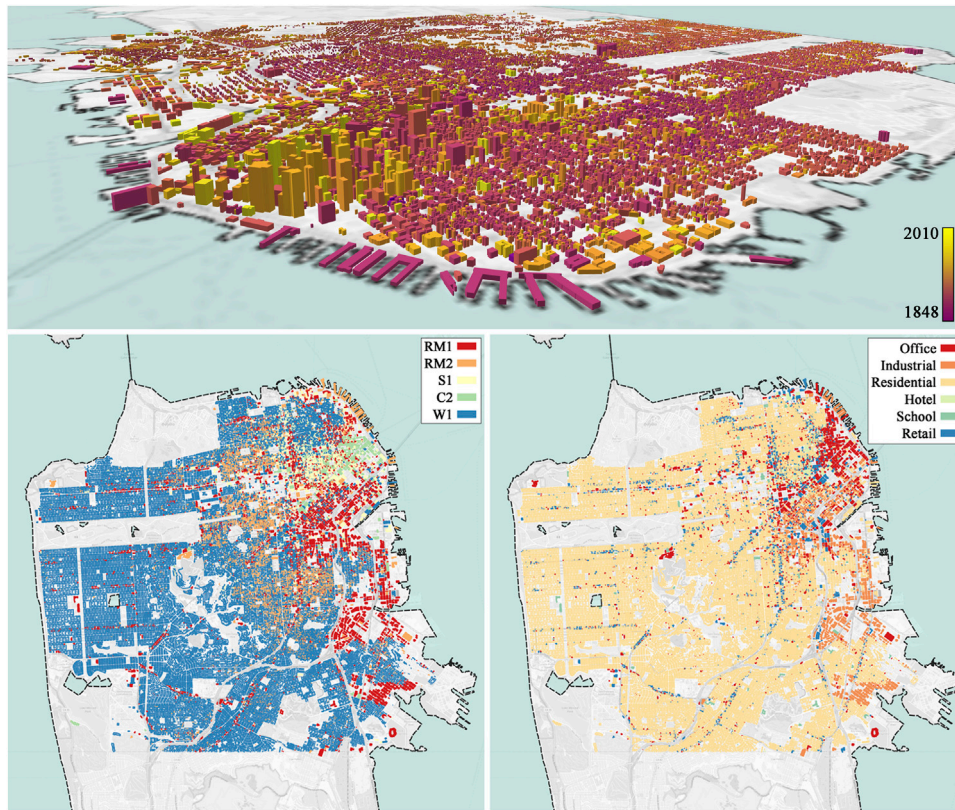 2010
1848
RM1
RM2
S1
C2
W1
Office
Industrial
Residential
Hotel
School
Retail